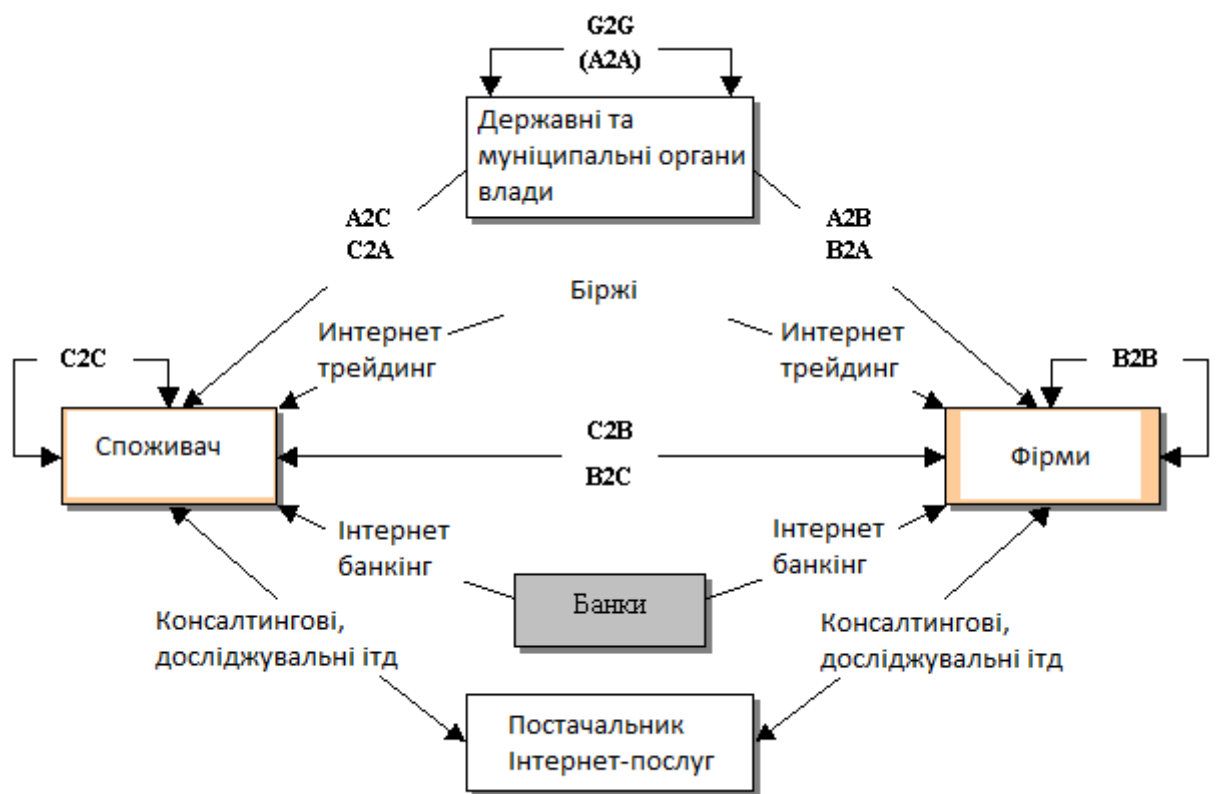 G2G
(A2A)
Державні та
муніципальні органи
влади
A2C
C2A
A2B
B2A
Біржі
Интернет
трейдинг
Интернет
трейдинг
C2C
B2B
Споживач
C2B
B2C
Фірми
Інтернет
банкінг
Інтернет
банкінг
Банки
Консалтингові,
досліджувальні ітд
Консалтингові,
досліджувальні ітд
Постачальник
Інтернет-послуг